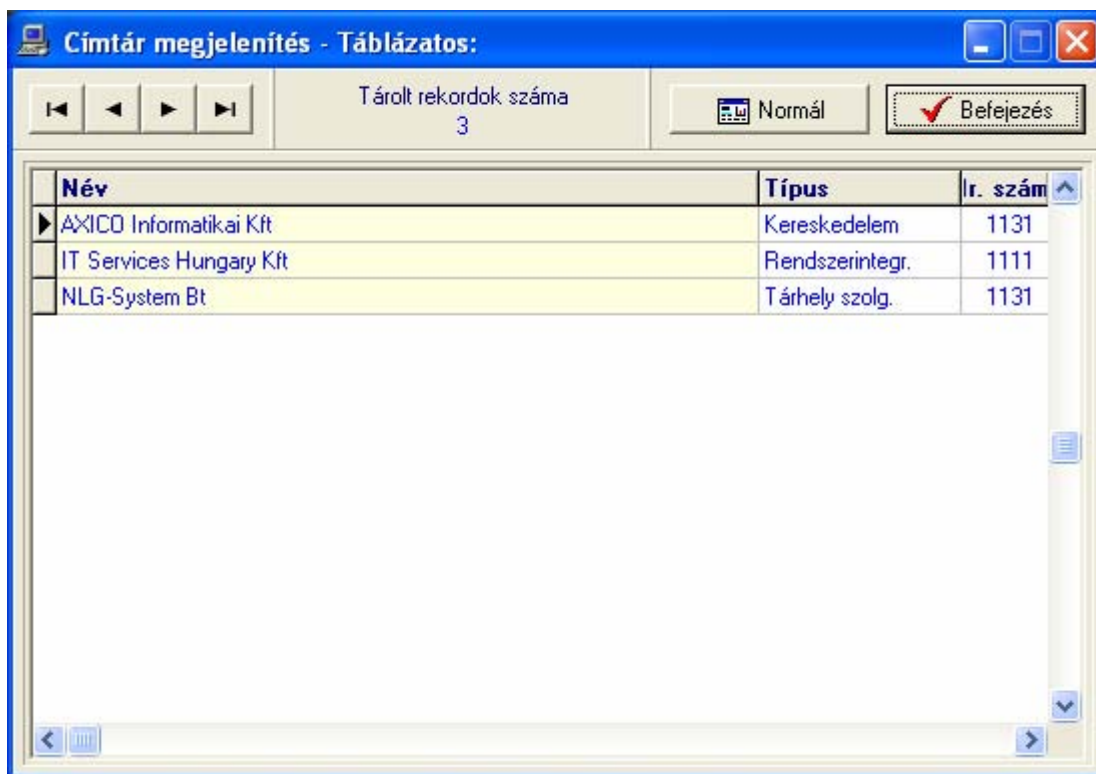 Címtár megjelenítés - Táblázatos:
Tárolt rekordok száma
3
Normál
Befejezés
Név Típus Ir. szám
AXICO Informatikai Kft Kereskedelem 1131
IT Services Hungary Kft Rendszerintegr. 1111
NLG-System Bt Tárhely szolg. 1131